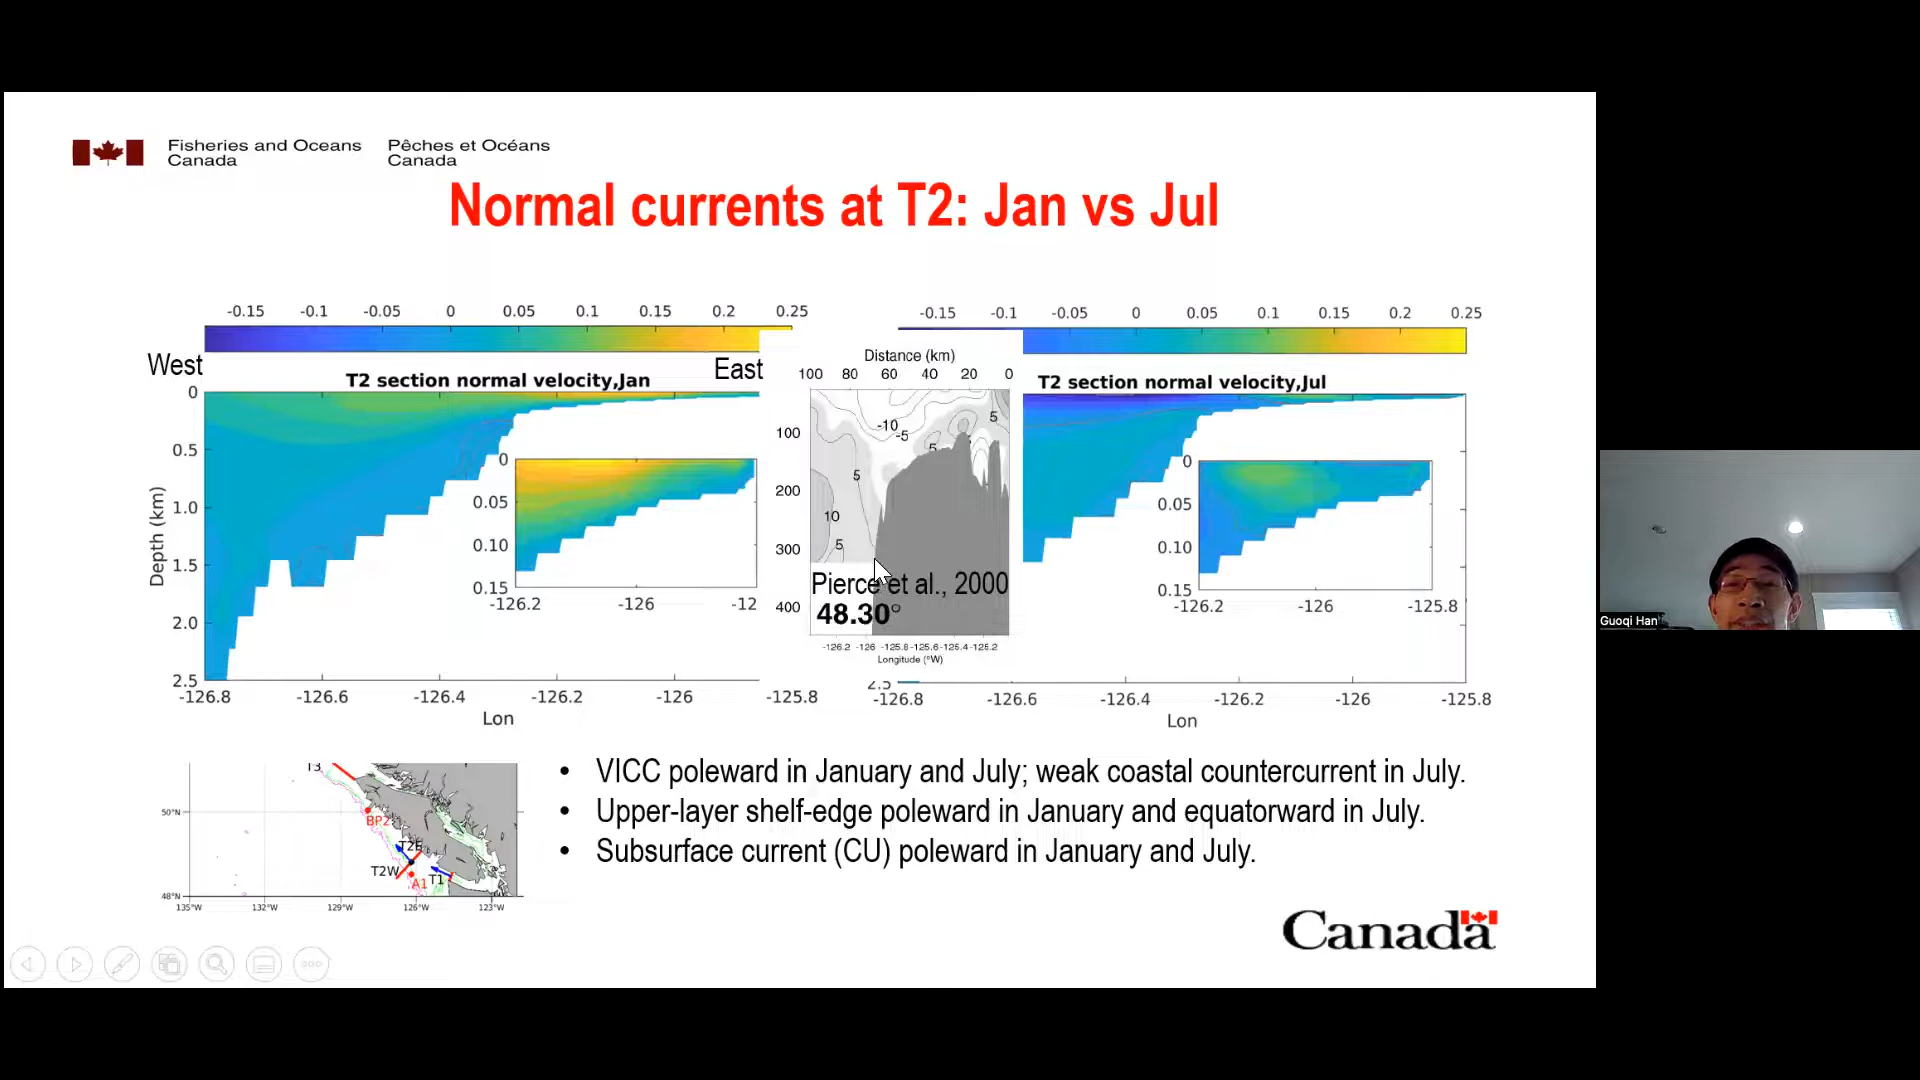 Fisheries and Oceans Pêches et Océans
Canada Canada
Normal currents at T2: Jan vs Jul
-0.15 -0.1 -0.05 0 0.05 0.1 0.15 0.2 0.25
West
East
T2 section normal velocity,Jan
0
0.5
1.0
1.5
2.0
2.5
Depth (km)
-126.8 -126.6 -126.4 -126.2 -126 -125.8
Lon
0
0.05
0.10
0.15
-126.2 -126 -12
Distance (km)
100 80 60 40 20 0
100
200
300
400
-10
-5
5
5
5
10
5
Pierce et al., 2000
48.30°
-126.2 -126 -125.8 -125.6 -125.4 -125.2
Longitude (°W)
-0.15 -0.1 -0.05 0 0.05 0.1 0.15 0.2 0.25
T2 section normal velocity,Jul
0
0.05
0.10
0.15
-126.2 -126 -125.8
2.5
-126.8 -126.6 -126.4 -126.2 -126 -125.8
Lon
T3
50°N
BP2
T2E
T2W
A1
T1
48°N
135°W 132°W 129°W 126°W 123°W
• VICC poleward in January and July; weak coastal countercurrent in July.
• Upper-layer shelf-edge poleward in January and equatorward in July.
• Subsurface current (CU) poleward in January and July.
Canada
Guoqi Han